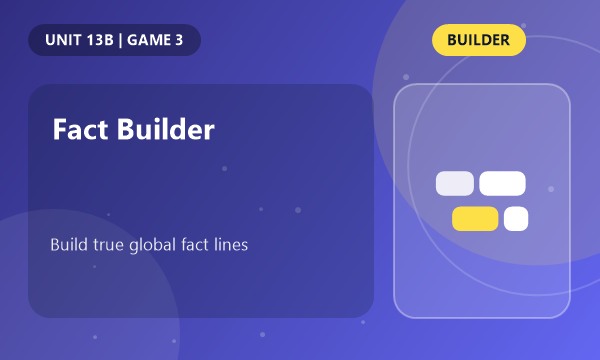 UNIT 13B | GAME 3
BUILDER
Fact Builder
Build true global fact lines